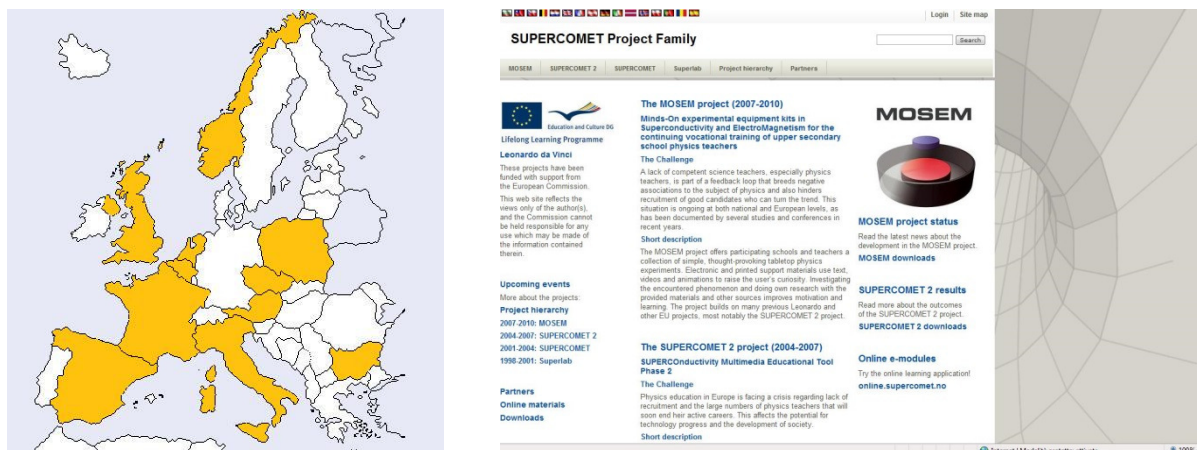 Login
Site map
SUPERCOMET Project Family
Search
MOSEM
SUPERCOMET 2
SUPERCOMET
Superlab
Project hierarchy
Partners
Education and Culture DG
Lifelong Learning Programme
Leonardo da Vinci
These projects have been
funded with support from
the European Commission.
This web site reflects the
views only of the author(s),
and the Commission cannot
be held responsible for any
use which may be made of
the information contained
therein.
Upcoming events
More about the projects:
Project hierarchy
2007-2010: MOSEM
2004-2007: SUPERCOMET 2
2001-2004: SUPERCOMET
1998-2001: Superlab
Partners
Online materials
Downloads
The MOSEM project (2007-2010)
Minds-On experimental equipment kits in
Superconductivity and ElectroMagnetism for the
continuing vocational training of upper secondary
school physics teachers
The Challenge
A lack of competent science teachers, especially physics
teachers, is part of a feedback loop that breeds negative
associations to the subject of physics and also hinders
recruitment of good candidates who can turn the trend. This
situation is ongoing at both national and European levels, as
has been documented by several studies and conferences in
recent years.
Short description
The MOSEM project offers participating schools and teachers a
collection of simple, thought-provoking tabletop physics
experiments. Electronic and printed support materials use text,
videos and animations to raise the user's curiosity. Investigating
the encountered phenomenon and doing own research with the
provided materials and other sources improves motivation and
learning. The project builds on many previous Leonardo and
other EU projects, most notably the SUPERCOMET 2 project.
The SUPERCOMET 2 project (2004-2007)
SUPERCOnductivity Multimedia Educational Tool
Phase 2
The Challenge
Physics education in Europe is facing a crisis regarding lack of
recruitment and the large numbers of physics teachers that will
soon end heir active careers. This affects the potential for
technology progress and the development of society.
Short description
MOSEM
MOSEM project status
Read the latest news about the
development in the MOSEM project.
MOSEM downloads
SUPERCOMET 2 results
Read more about the outcomes
of the SUPERCOMET 2 project.
SUPERCOMET 2 downloads
Online e-modules
Try the online learning application!
online.supercomet.no
100%